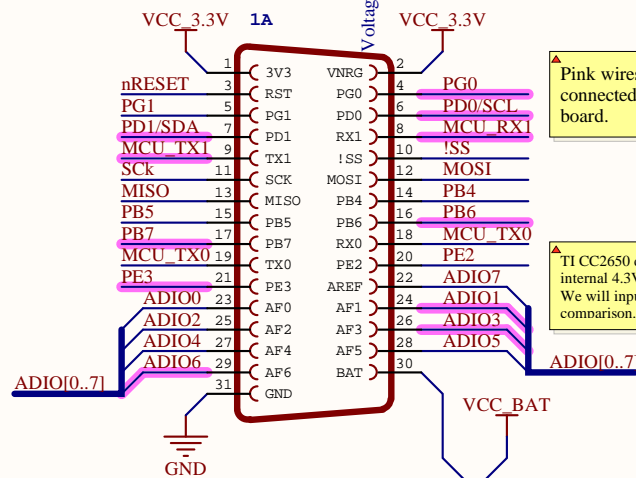 VCC_3.3V 1A Voltag VCC_3.3V
1 3V3 VNRG 2
nRESET 3 RST PG0 4 PG0
PG1 5 PG1 PD0 6 PD0/SCL
PD1/SDA 7 PD1 RX1 8 MCU_RX1
MCU_TX1 9 TX1 !SS 10 !SS
SCk 11 SCK MOSI 12 MOSI
MISO 13 MISO PB4 14 PB4
PB5 15 PB5 PB6 16 PB6
PB7 17 PB7 RX0 18 MCU_TX0
MCU_TX0 19 TX0 PE2 20 PE2
PE3 21 PE3 AREF 22 ADIO7
ADIO0 23 AF0 AF1 24 ADIO1
ADIO2 25 AF2 AF3 26 ADIO3
ADIO4 27 AF4 AF5 28 ADIO5
ADIO6 29 AF6 BAT 30
31 GND
ADIO[0..7]
ADIO[0..7]
VCC_BAT
GND
Pink wires
connected
board.
TI CC2650
internal 4.3V
We will inpu
comparison.